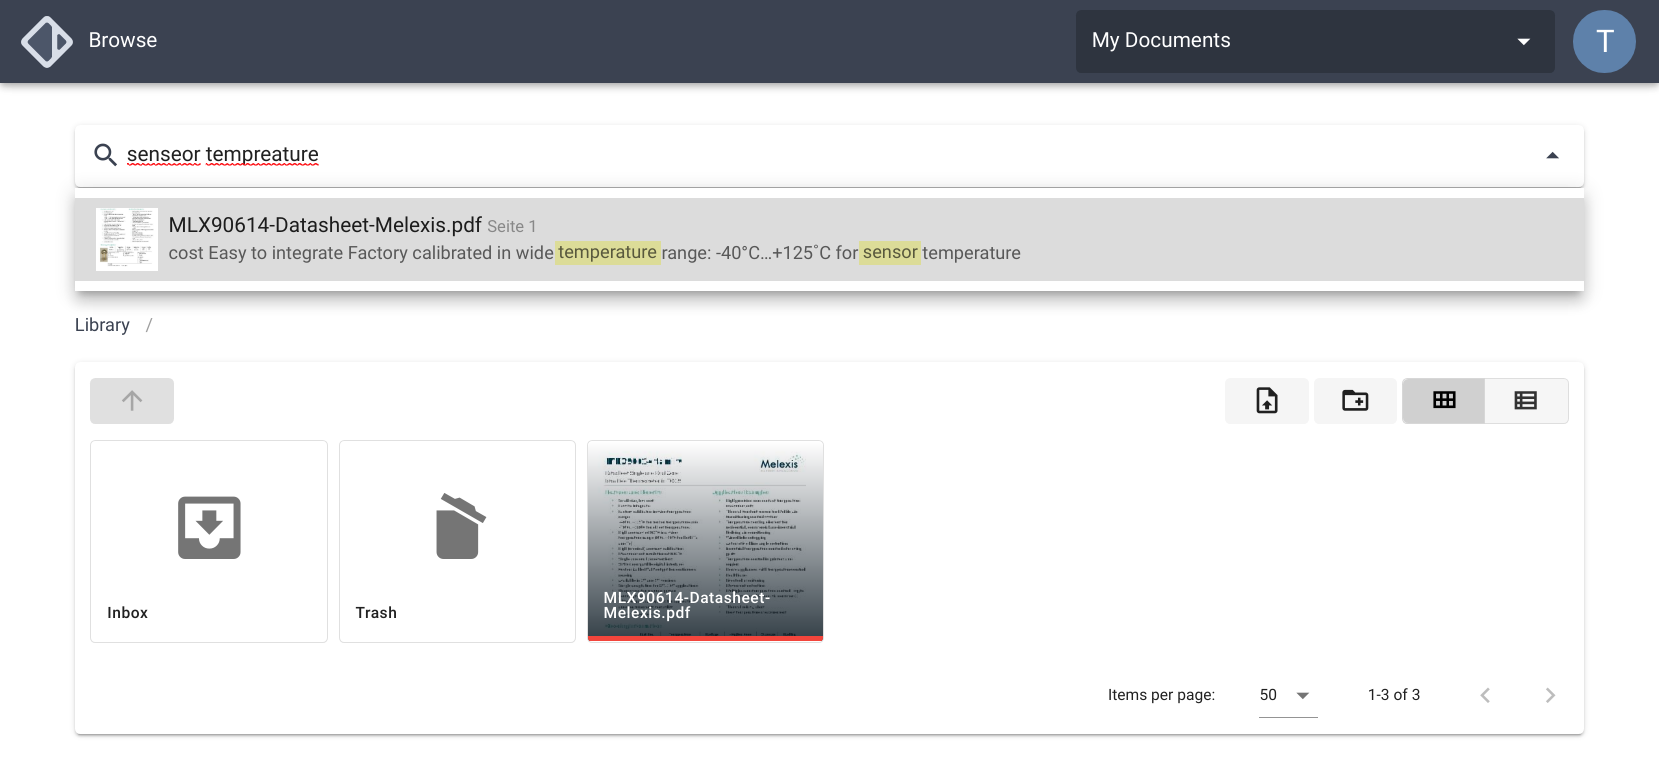 Browse
My Documents
T
senseor tempreature
MLX90614-Datasheet-Melexis.pdf Seite 1
cost Easy to integrate Factory calibrated in wide temperature range: -40°C...+125˚C for sensor temperature
Library /
Melexis
Inbox
Trash
MLX90614-Datasheet-
Melexis.pdf
Items per page: 50 1-3 of 3